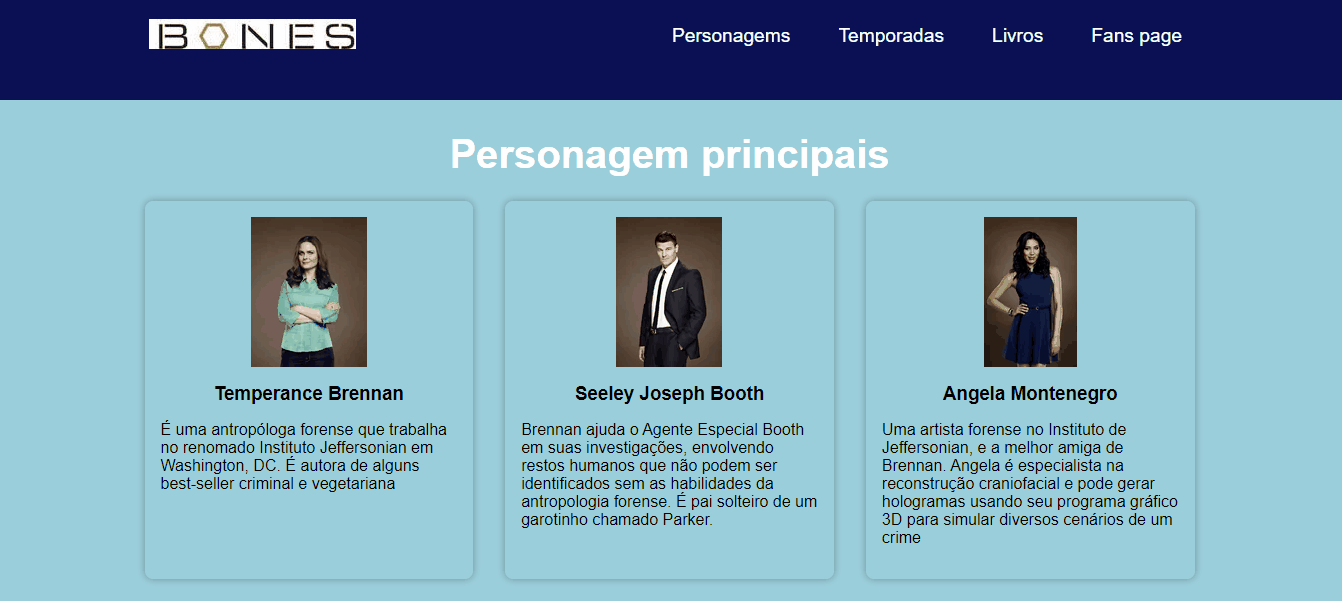 BONES
Personagems
Temporadas
Livros
Fans page
Personagem principais
Temperance Brennan
É uma antropóloga forense que trabalha
no renomado Instituto Jeffersonian em
Washington, DC. É autora de alguns
best-seller criminal e vegetariana
Seeley Joseph Booth
Brennan ajuda o Agente Especial Booth
em suas investigações, envolvendo
restos humanos que não podem ser
identificados sem as habilidades da
antropologia forense. É pai solteiro de um
garotinho chamado Parker.
Angela Montenegro
Uma artista forense no Instituto de
Jeffersonian, e a melhor amiga de
Brennan. Angela é especialista na
reconstrução craniofacial e pode gerar
hologramas usando seu programa gráfico
3D para simular diversos cenários de um
crime